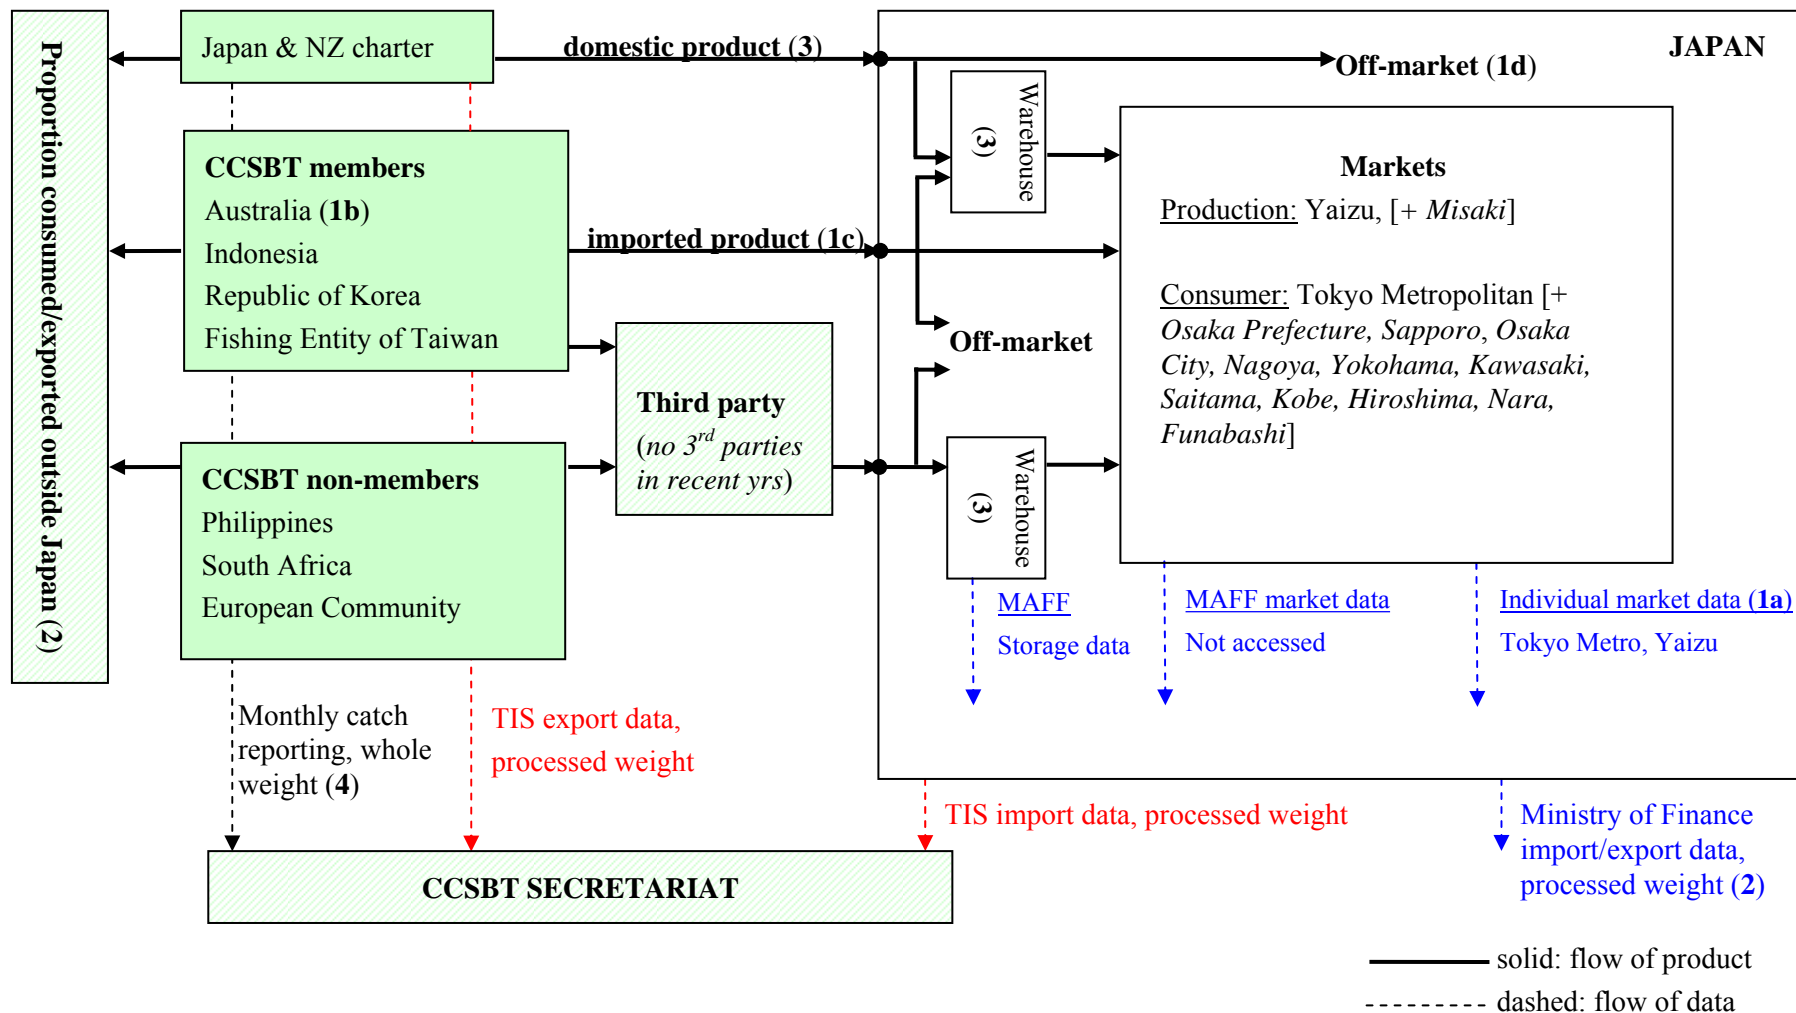 Proportion consumed/exported outside Japan (2)
Japan & NZ charter
domestic product (3)
JAPAN
Off-market (1d)
Warehouse
(3)
CCSBT members
Australia (1b)
Indonesia
Republic of Korea
Fishing Entity of Taiwan
imported product (1c)
Markets
Production: Yaizu, [+ Misaki]
Consumer: Tokyo Metropolitan [+
Osaka Prefecture, Sapporo, Osaka
City, Nagoya, Yokohama, Kawasaki,
Saitama, Kobe, Hiroshima, Nara,
Funabashi]
Off-market
Third party
(no 3rd parties
in recent yrs)
CCSBT non-members
Philippines
South Africa
European Community
Warehouse
(3)
MAFF
Storage data
MAFF market data
Not accessed
Individual market data (1a)
Tokyo Metro, Yaizu
Monthly catch
reporting, whole
weight (4)
TIS export data,
processed weight
TIS import data, processed weight
Ministry of Finance
import/export data,
processed weight (2)
CCSBT SECRETARIAT
solid: flow of product
dashed: flow of data